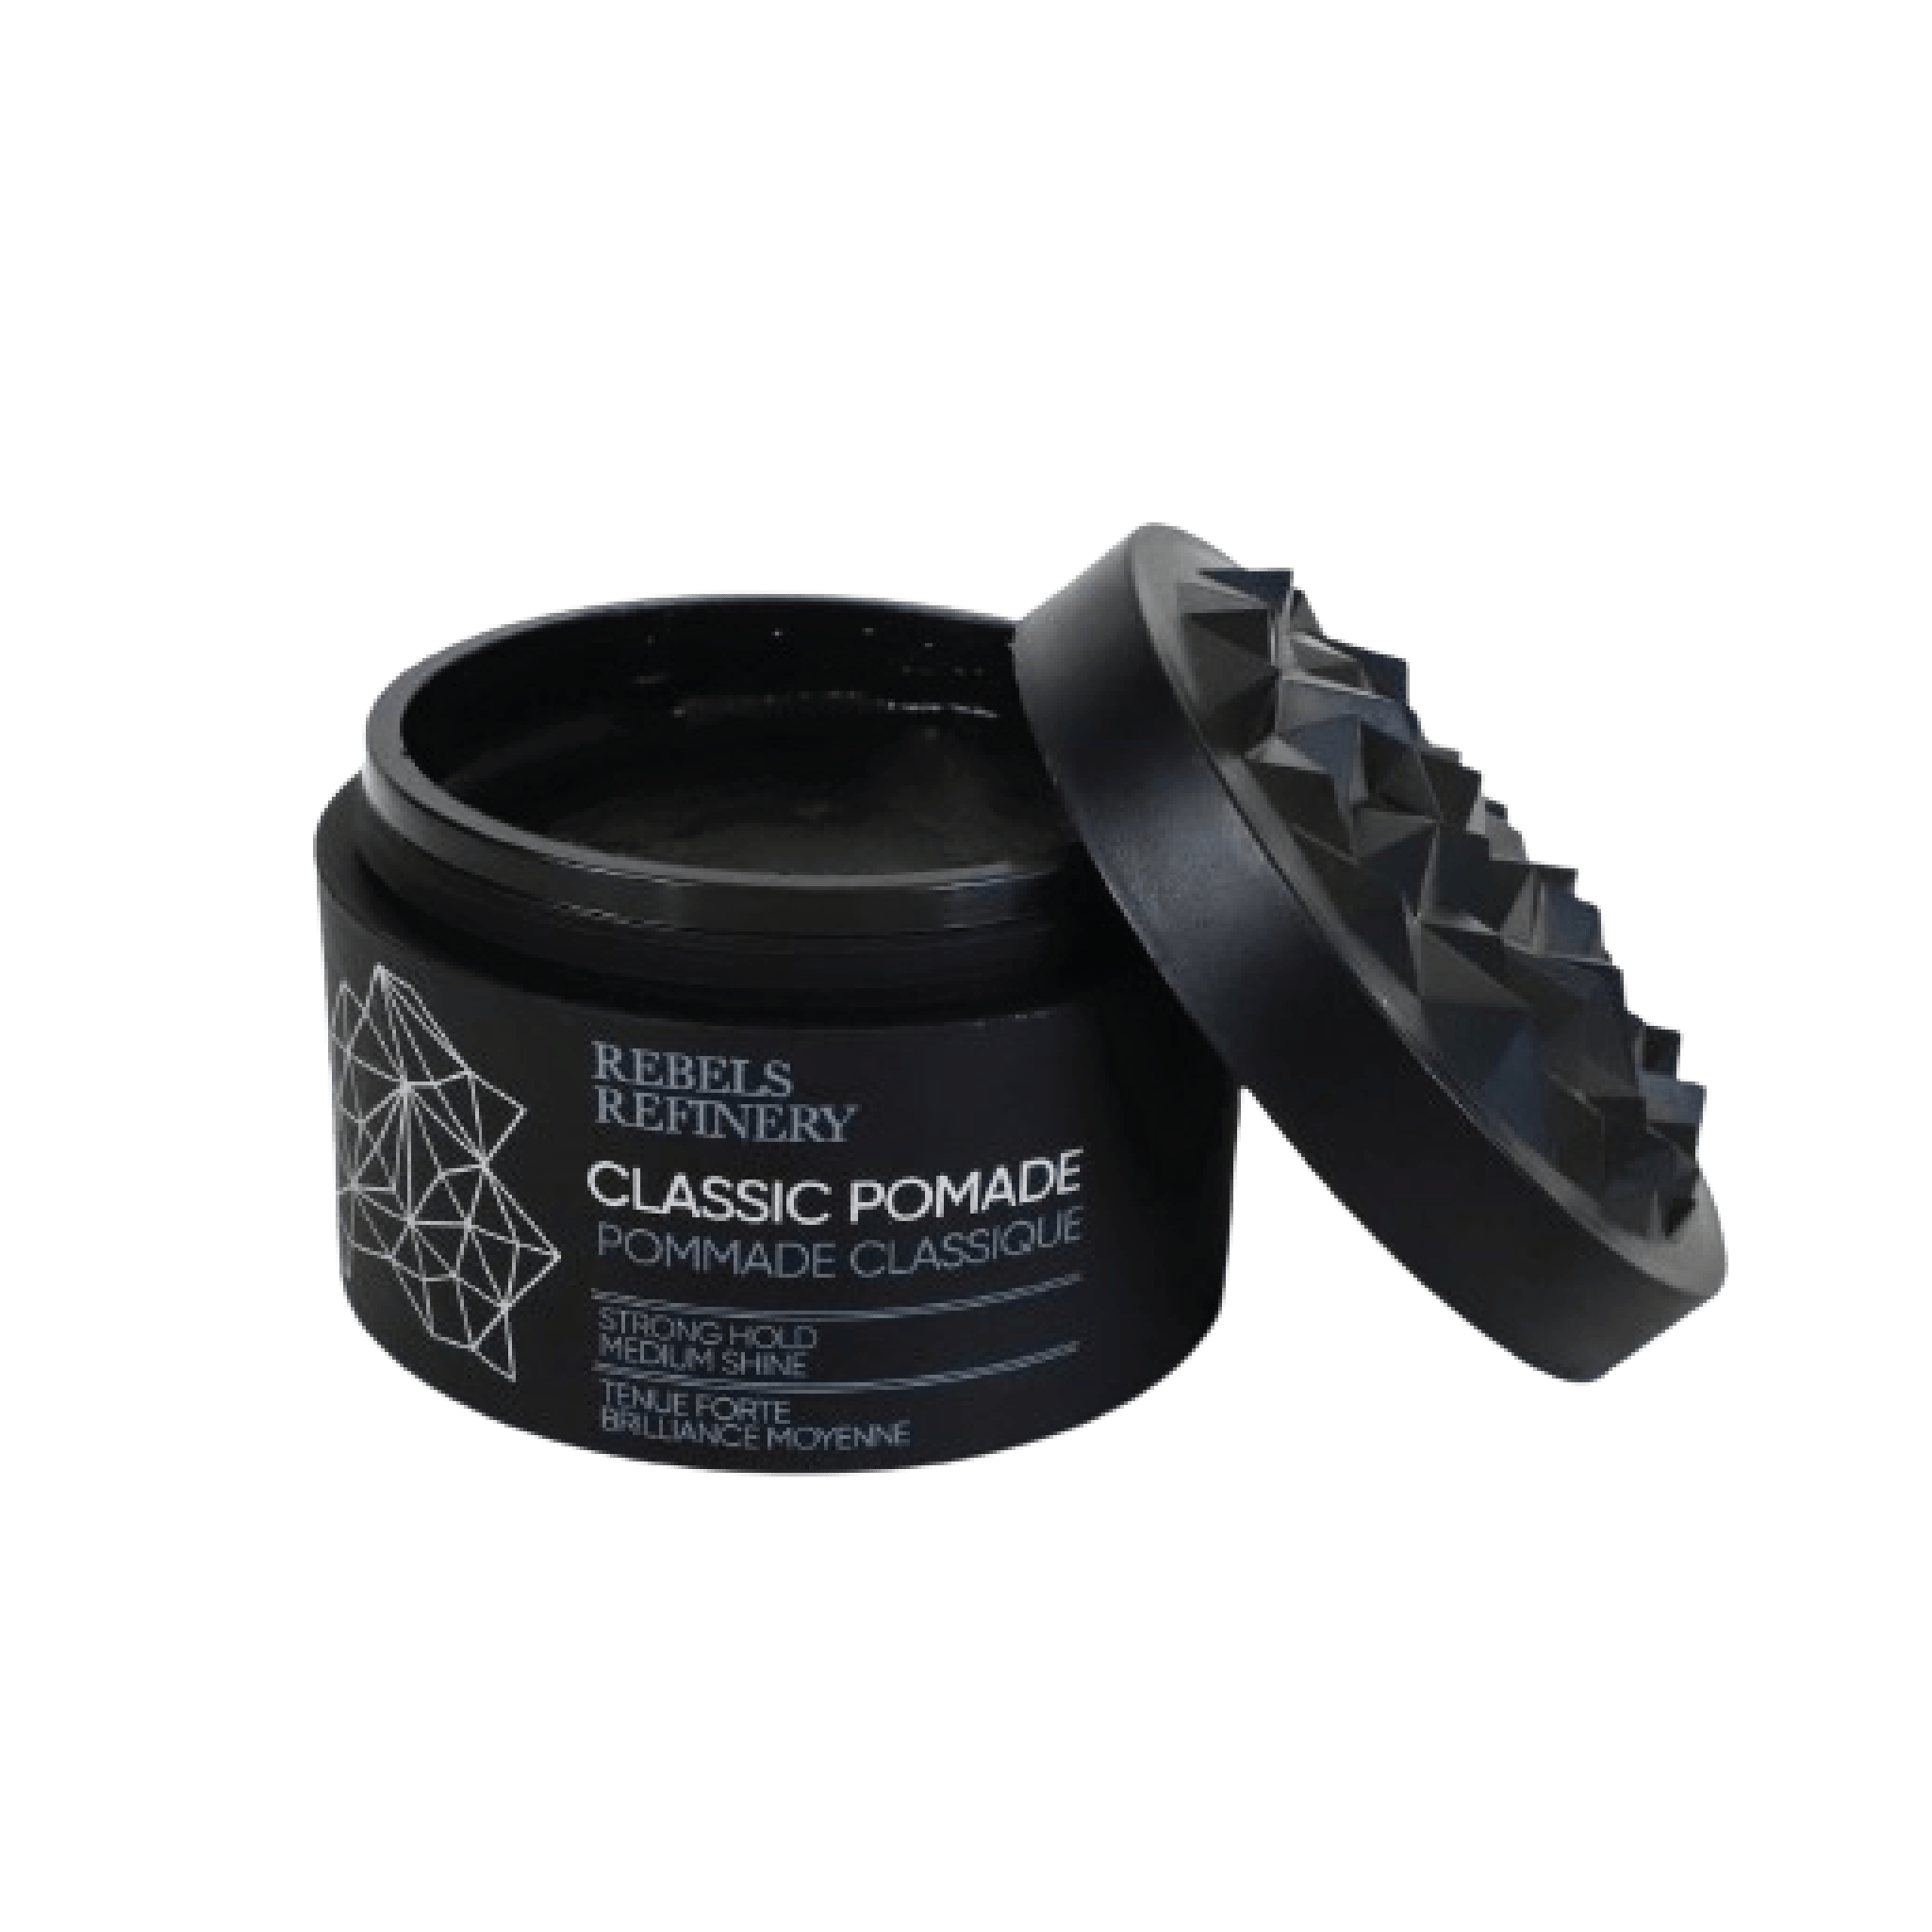 REBELS
REFINERY
CLASSIC POMADE
POMMADE CLASSIQUE
STRONG HOLD
MEDIUM SHINE
TENUE FORTE
BRILLIANCE MOYENNE